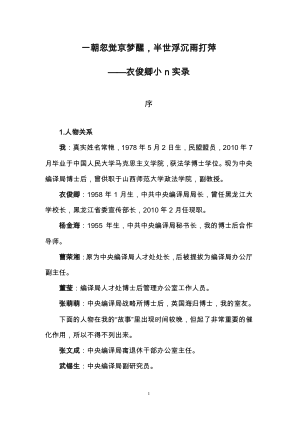 一朝忽觉京梦醒，半世浮沉雨打萍
——衣俊卿小 n 实录
序
1.人物关系
我：真实姓名常艳，1978 年 5 月 2 日生，民盟盟员，2010 年 7
月毕业于中国人民大学马克思主义学院，获法学博士学位。现为中央
编译局博士后，曾供职于山西师范大学政法学院，副教授。
衣俊卿：1958 年 1 月生，中共中央编译局局长，曾任黑龙江大
学校长，黑龙江省委宣传部长，2010 年 2 月任现职。
杨金海：1955 年生，中共中央编译局秘书长，我的博士后合作
导师。
曹荣湘：原为中央编译局人才处处长，后被提拔为编译局办公厅
副主任。
董莹：编译局人才处博士后管理办公室工作人员。
张萌萌：中央编译局战略所博士后，英国海归博士，我的室友。
下面的人物在我的“故事”里出现时间较晚，但起了非常重要的催
化作用，所以不得不列出来。
张文成：中央编译局离退休干部办公室主任。
武锡生：中央编译局副研究员。
1